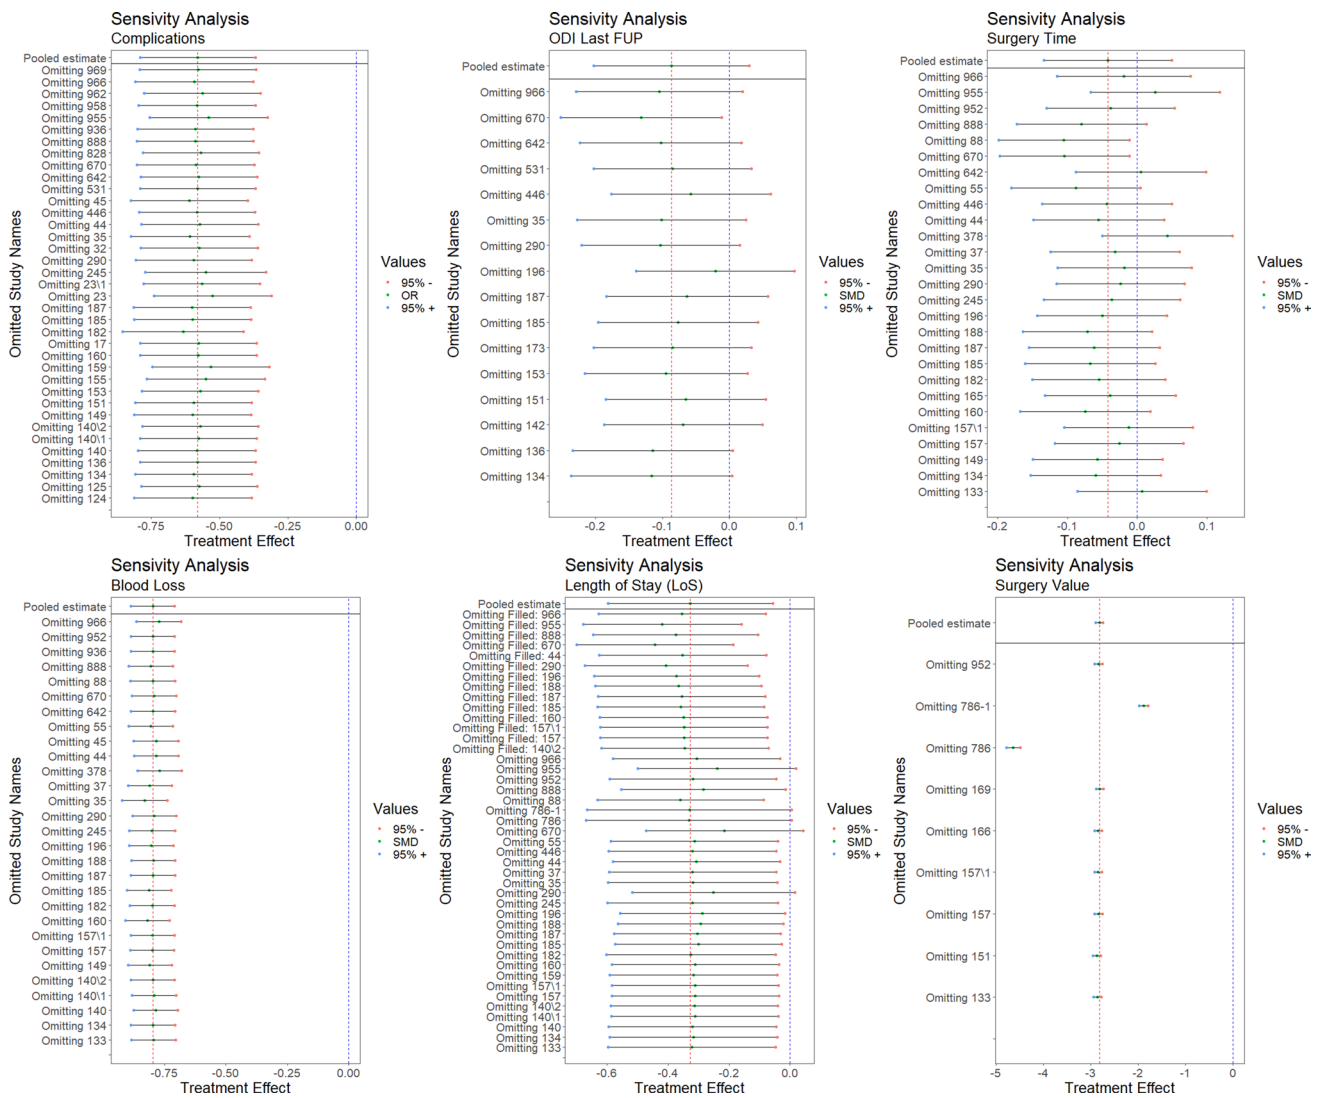 Sensivity Analysis
Complications
Pooled estimate
Omitting 969
Omitting 966
Omitting 962
Omitting 958
Omitting 955
Omitting 936
Omitting 888
Omitting 828
Omitting 670
Omitting 642
Omitting 531
Omitting 45
Omitting 446
Omitting 44
Omitting 35
Omitting 32
Omitting 290
Omitting 245
Omitting 23\1
Omitting 23
Omitting 187
Omitting 185
Omitting 182
Omitting 17
Omitting 160
Omitting 159
Omitting 155
Omitting 153
Omitting 151
Omitting 149
Omitting 140\2
Omitting 140\1
Omitting 140
Omitting 136
Omitting 134
Omitting 125
Omitting 124
Omitted Study Names
-0.75 -0.50 -0.25 0.00
Treatment Effect
Values
95% -
OR
95% +
Sensivity Analysis
ODI Last FUP
Pooled estimate
Omitting 966
Omitting 670
Omitting 642
Omitting 531
Omitting 446
Omitting 35
Omitting 290
Omitting 196
Omitting 187
Omitting 185
Omitting 173
Omitting 153
Omitting 151
Omitting 142
Omitting 136
Omitting 134
Omitted Study Names
-0.2 -0.1 0.0 0.1
Treatment Effect
Values
95% -
SMD
95% +
Sensivity Analysis
Surgery Time
Pooled estimate
Omitting 966
Omitting 955
Omitting 952
Omitting 888
Omitting 88
Omitting 670
Omitting 642
Omitting 55
Omitting 446
Omitting 44
Omitting 378
Omitting 37
Omitting 35
Omitting 290
Omitting 245
Omitting 196
Omitting 188
Omitting 187
Omitting 185
Omitting 182
Omitting 165
Omitting 160
Omitting 157\1
Omitting 157
Omitting 149
Omitting 134
Omitting 133
Omitted Study Names
-0.2 -0.1 0.0 0.1
Treatment Effect
Values
95% -
SMD
95% +
Sensivity Analysis
Blood Loss
Pooled estimate
Omitting 966
Omitting 952
Omitting 936
Omitting 888
Omitting 88
Omitting 670
Omitting 642
Omitting 55
Omitting 45
Omitting 44
Omitting 378
Omitting 37
Omitting 35
Omitting 290
Omitting 245
Omitting 196
Omitting 188
Omitting 187
Omitting 185
Omitting 182
Omitting 160
Omitting 157\1
Omitting 157
Omitting 149
Omitting 140\2
Omitting 140\1
Omitting 140
Omitting 134
Omitting 133
Omitted Study Names
-0.75 -0.50 -0.25 0.00
Treatment Effect
Values
95% -
SMD
95% +
Sensivity Analysis
Length of Stay (LoS)
Pooled estimate
Omitting Filled: 966
Omitting Filled: 955
Omitting Filled: 888
Omitting Filled: 670
Omitting Filled: 44
Omitting Filled: 290
Omitting Filled: 196
Omitting Filled: 188
Omitting Filled: 187
Omitting Filled: 185
Omitting Filled: 160
Omitting Filled: 157\1
Omitting Filled: 157
Omitting Filled: 140\2
Omitting 966
Omitting 955
Omitting 952
Omitting 888
Omitting 88
Omitting 786-1
Omitting 786
Omitting 670
Omitting 55
Omitting 446
Omitting 44
Omitting 37
Omitting 35
Omitting 290
Omitting 245
Omitting 196
Omitting 188
Omitting 187
Omitting 185
Omitting 182
Omitting 160
Omitting 159
Omitting 157\1
Omitting 157
Omitting 140\2
Omitting 140\1
Omitting 140
Omitting 134
Omitting 133
Omitted Study Names
-0.6 -0.4 -0.2 0.0
Treatment Effect
Values
95% -
SMD
95% +
Sensivity Analysis
Surgery Value
Pooled estimate
Omitting 952
Omitting 786-1
Omitting 786
Omitting 169
Omitting 166
Omitting 157\1
Omitting 157
Omitting 151
Omitting 133
Omitted Study Names
-5 -4 -3 -2 -1 0
Treatment Effect
Values
95% -
SMD
95% +